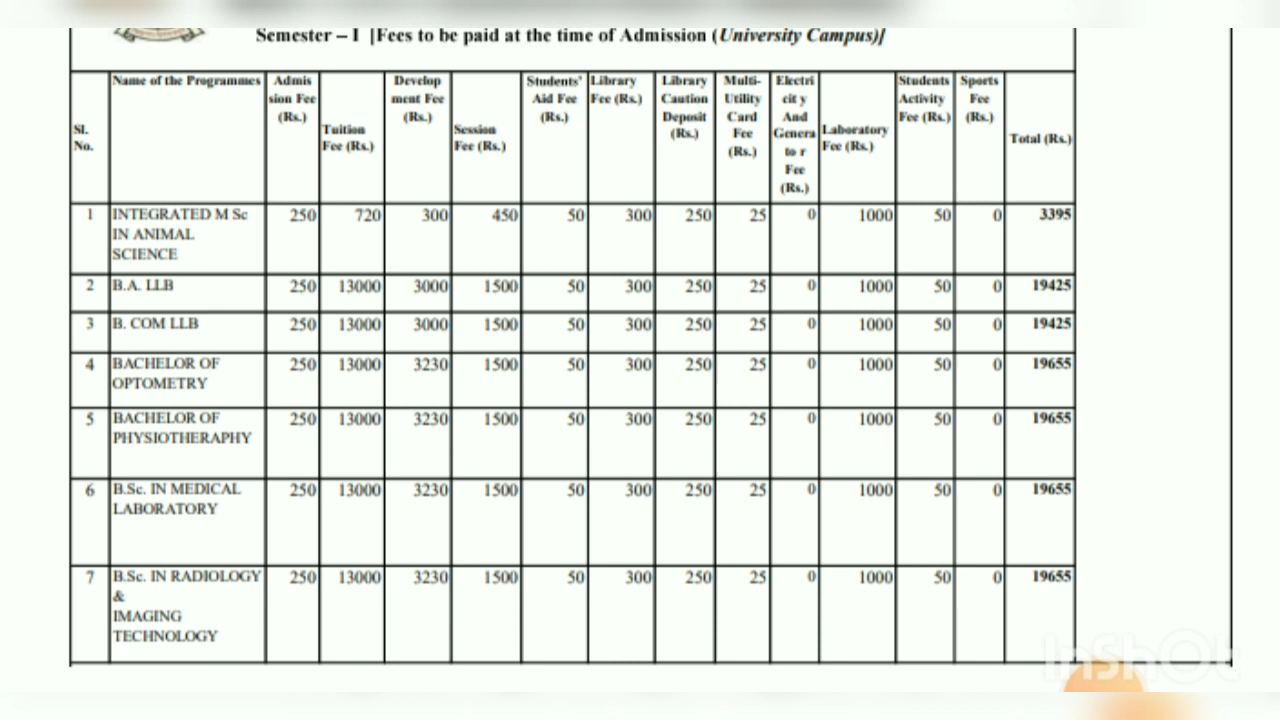 Semester – I [Fees to be paid at the time of Admission (University Campus)]
Sl. No. Name of the Programmes Admis sion Fee (Rs.) Tuition Fee (Rs.) Develop ment Fee (Rs.) Session Fee (Rs.) Students' Aid Fee (Rs.) Library Fee (Rs.) Library Caution Deposit (Rs.) Multi- Utility Card Fee (Rs.) Electri cit y And Genera to r Fee (Rs.) Laboratory Fee (Rs.) Students Activity Fee (Rs.) Sports Fee (Rs.) Total (Rs.)
1 INTEGRATED M Sc 250 720 300 450 50 300 250 25 0 1000 50 0 3395
IN ANIMAL
SCIENCE
2 B.A. LLB 250 13000 3000 1500 50 300 250 25 0 1000 50 0 19425
3 B. COM LLB 250 13000 3000 1500 50 300 250 25 0 1000 50 0 19425
4 BACHELOR OF 250 13000 3230 1500 50 300 250 25 0 1000 50 0 19655
OPTOMETRY
5 BACHELOR OF 250 13000 3230 1500 50 300 250 25 0 1000 50 0 19655
PHYSIOTHERAPHY
6 B.Sc. IN MEDICAL 250 13000 3230 1500 50 300 250 25 0 1000 50 0 19655
LABORATORY
7 B.Sc. IN RADIOLOGY 250 13000 3230 1500 50 300 250 25 0 1000 50 0 19655
&
IMAGING
TECHNOLOGY
InShOt